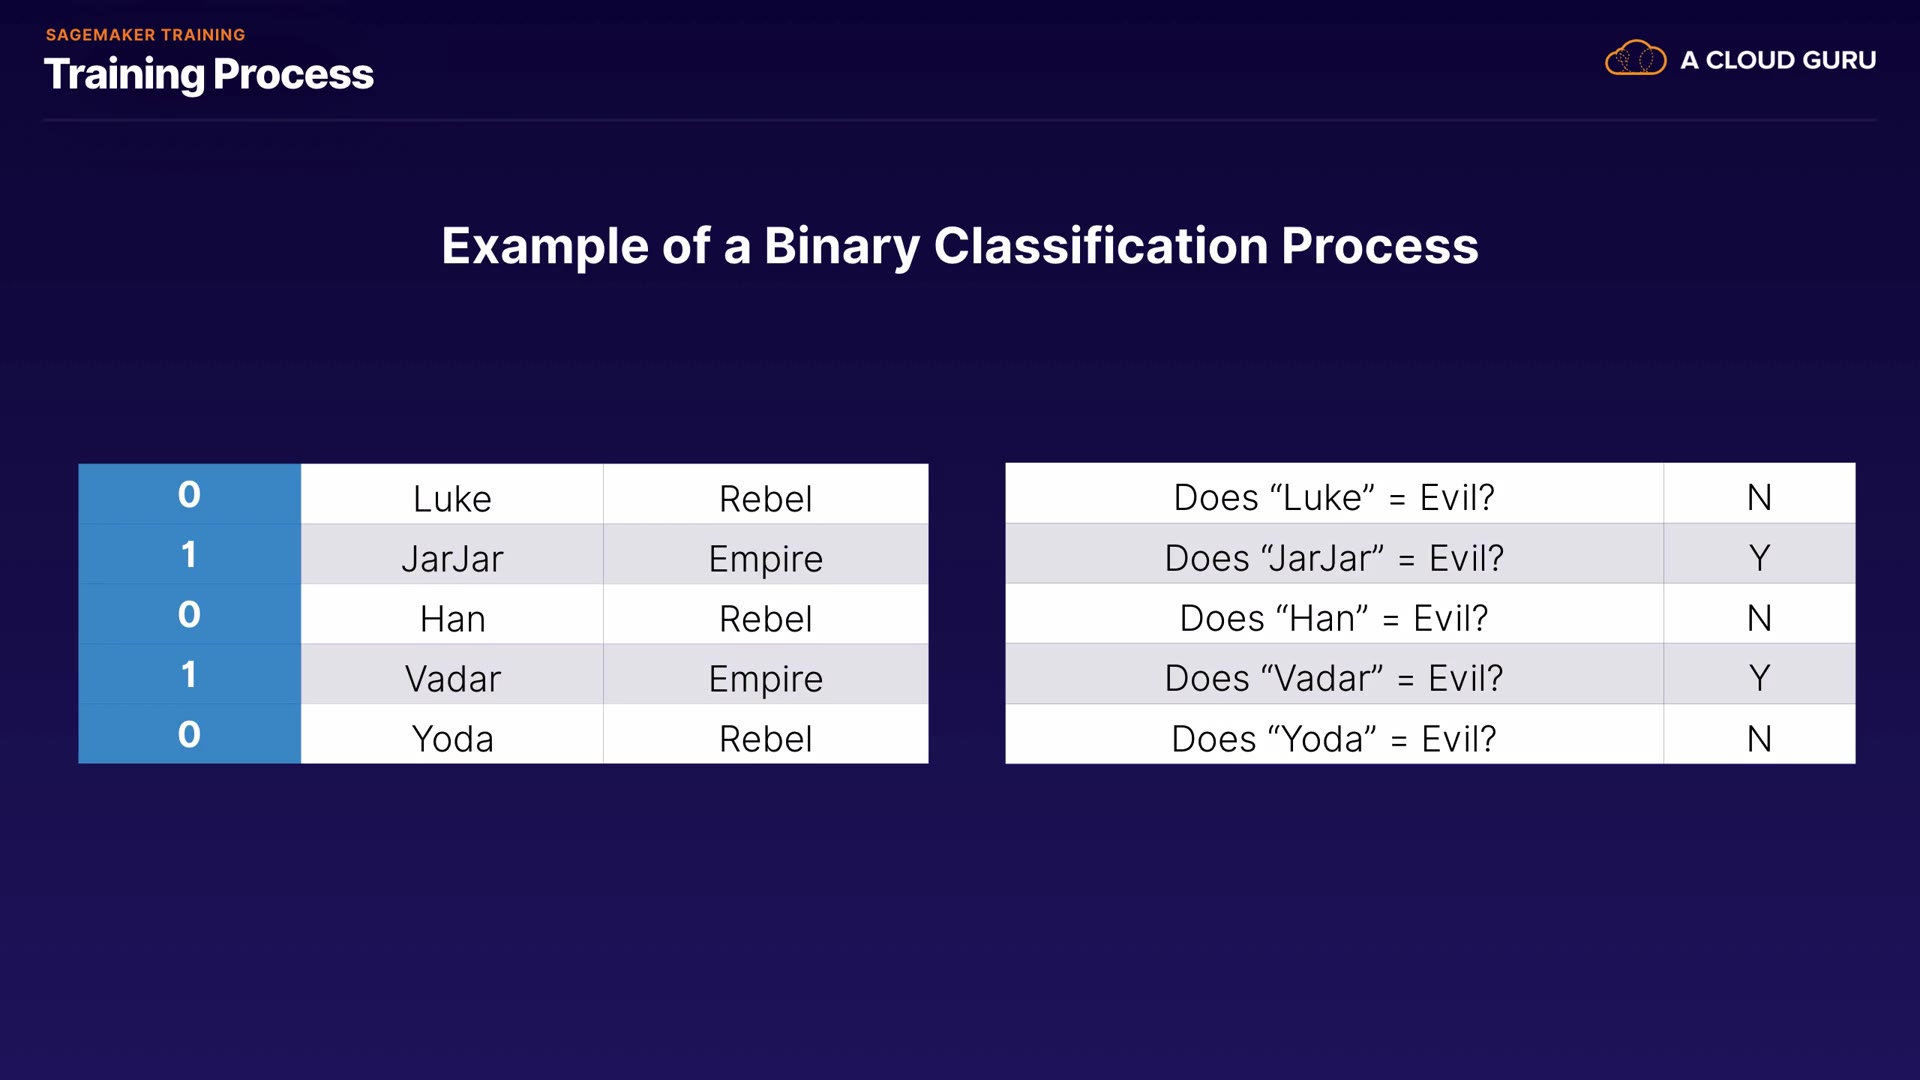 SAGEMAKER TRAINING
Training Process
A CLOUD GURU
Example of a Binary Classification Process
0 Luke Rebel
1 JarJar Empire
0 Han Rebel
1 Vadar Empire
0 Yoda Rebel
Does “Luke” = Evil? N
Does “JarJar” = Evil? Y
Does “Han” = Evil? N
Does “Vadar” = Evil? Y
Does “Yoda” = Evil? N